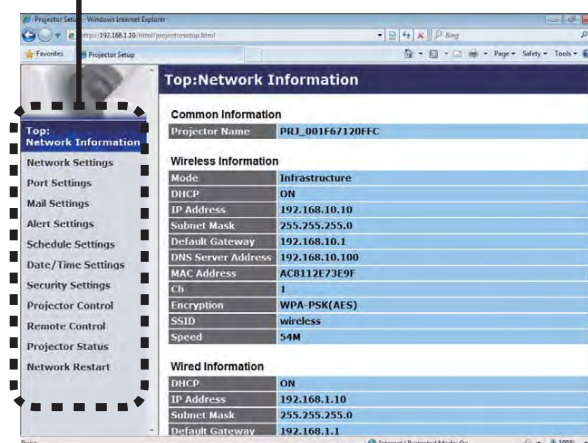 Projector Setup - Windows Internet Explorer
http://192.168.1.10/html/projectorsetup.html
Bing
Favorites Projector Setup Page Safety Tools
Top:Network Information
Common Information
Projector Name PRJ_001F67120FFC
Top:
Network Information
Network Settings
Port Settings
Mail Settings
Alert Settings
Schedule Settings
Date/Time Settings
Security Settings
Projector Control
Remote Control
Projector Status
Network Restart
Wireless Information
Mode Infrastructure
DHCP ON
IP Address 192.168.10.10
Subnet Mask 255.255.255.0
Default Gateway 192.168.10.1
DNS Server Address 192.168.10.100
MAC Address AC8112E73E9F
Ch 1
Encryption WPA-PSK(AES)
SSID wireless
Speed 54M
Wired Information
DHCP ON
IP Address 192.168.1.10
Subnet Mask 255.255.255.0
Default Gateway 192.168.1.1
Internet | Protected Mode: On 100%